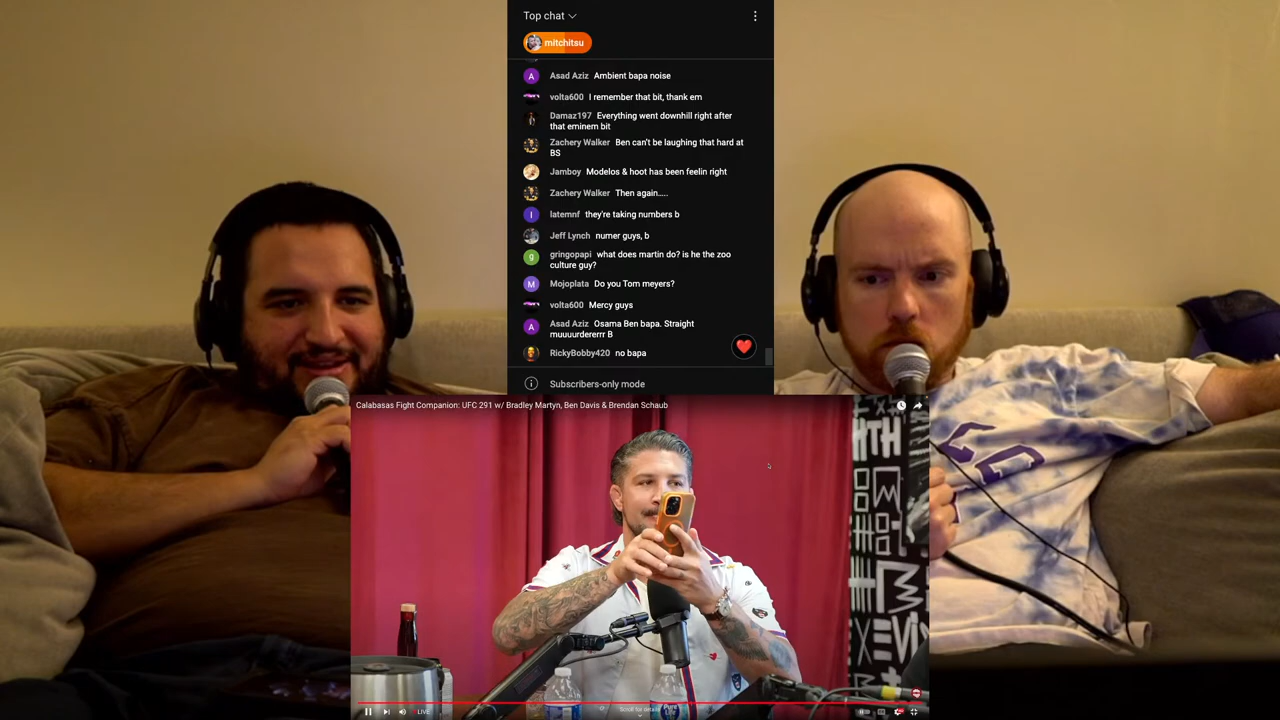 Top chat
mitchitsu
Asad Aziz Ambient bapa noise
volta600 I remember that bit, thank em
Damaz197 Everything went downhill right after
that eminem bit
Zachery Walker Ben can't be laughing that hard at
BS
Jamboy Modelos & hoot has been feelin right
Zachery Walker Then again.....
latemnf they're taking numbers b
Jeff Lynch numer guys, b
gringopapi what does martin do? is he the zoo
culture guy?
Mojoplata Do you Tom meyers?
volta600 Mercy guys
Asad Aziz Osama Ben bapa. Straight
muuuurdererrr B
RickyBobby420 no bapa
Subscribers-only mode
Calabasas Fight Companion: UFC 291 w/ Bradley Martyn, Ben Davis & Brendan Schaub
LIVE
Scroll for details